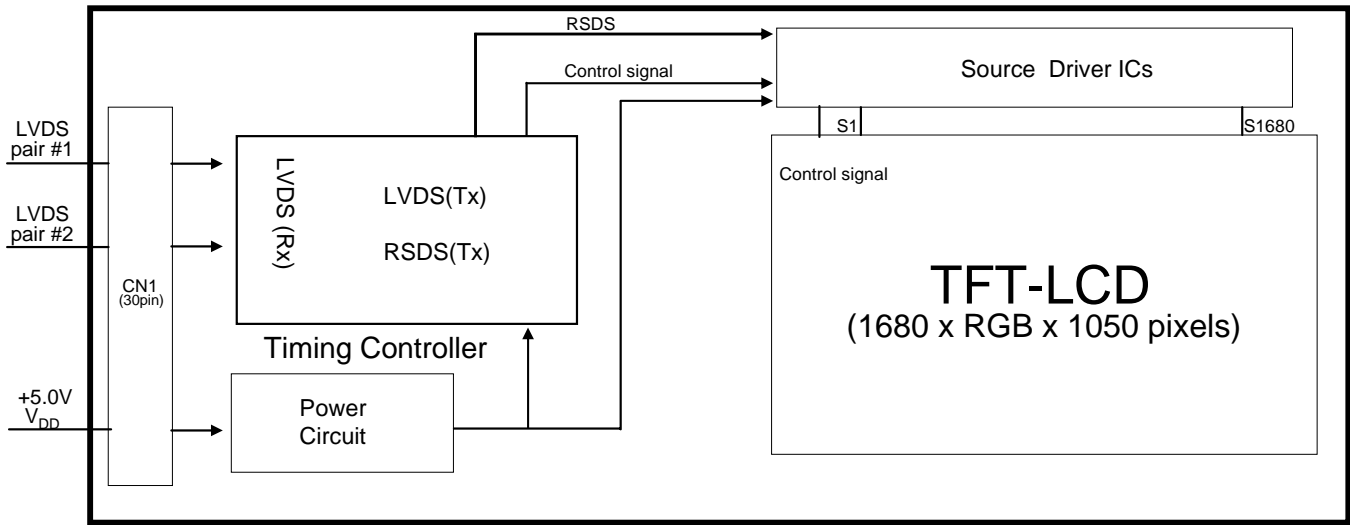 RSDS
Control signal
Source Driver ICs
S1
S1680
LVDS
pair #1
LVDS
pair #2
CN1
(30pin)
LVDS (Rx)
LVDS(Tx)
RSDS(Tx)
Timing Controller
Control signal
TFT-LCD
(1680 x RGB x 1050 pixels)
+5.0V
VDD
Power
Circuit